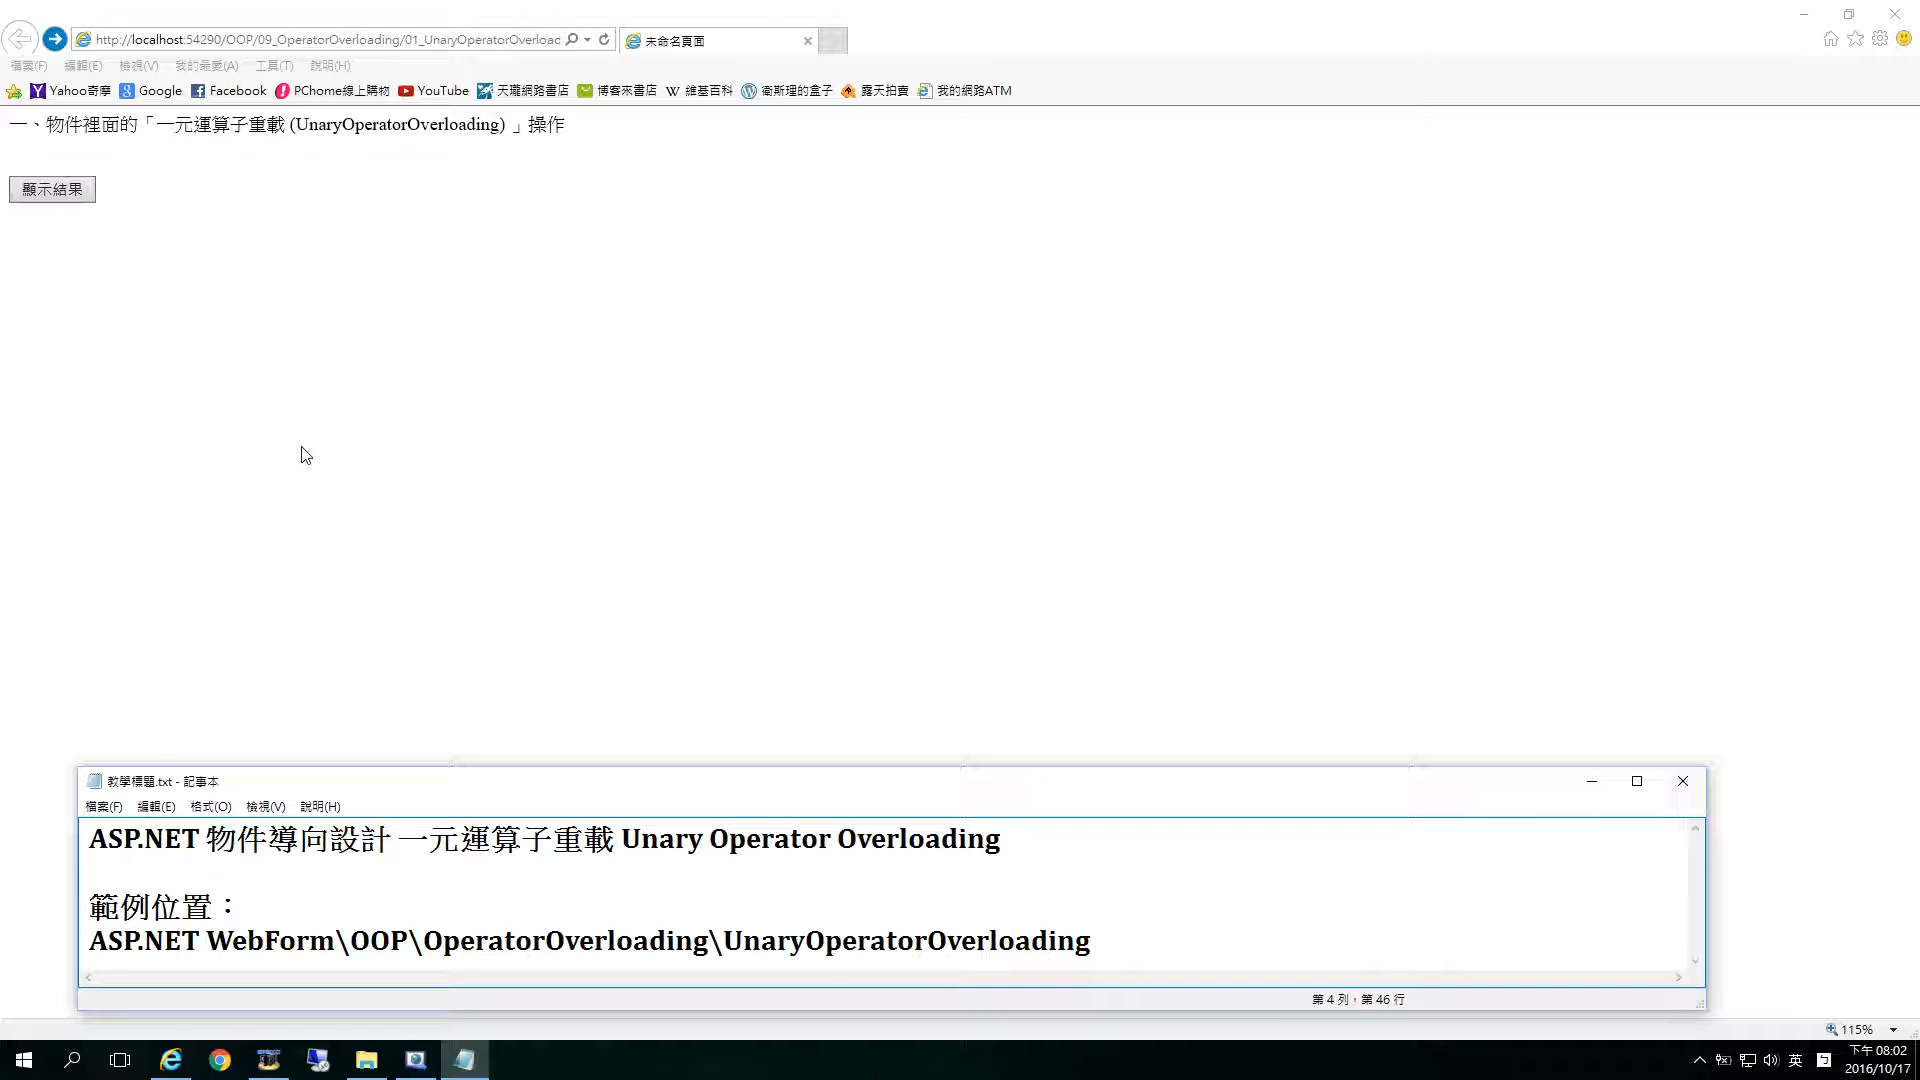 http://localhost:54290/OOP/09_OperatorOverloading/01_UnaryOperatorOverloac
未命名頁面
檔案(F) 編輯(E) 檢視(V) 我的最愛(A) 工具(T) 說明(H)
Yahoo奇摩 Google Facebook PChome線上購物 YouTube 天瓏網路書店 博客來書店 維基百科 衛斯理的盒子 露天拍賣 我的網路ATM
一、物件裡面的「一元運算子重載 (UnaryOperatorOverloading) 」操作
顯示結果
教學標題.txt - 記事本
檔案(F) 編輯(E) 格式(O) 檢視(V) 說明(H)
ASP.NET 物件導向設計 一元運算子重載 Unary Operator Overloading
範例位置：
ASP.NET WebForm\OOP\OperatorOverloading\UnaryOperatorOverloading
第 4 列，第 46 行
115%
英
下午 08:02
2016/10/17